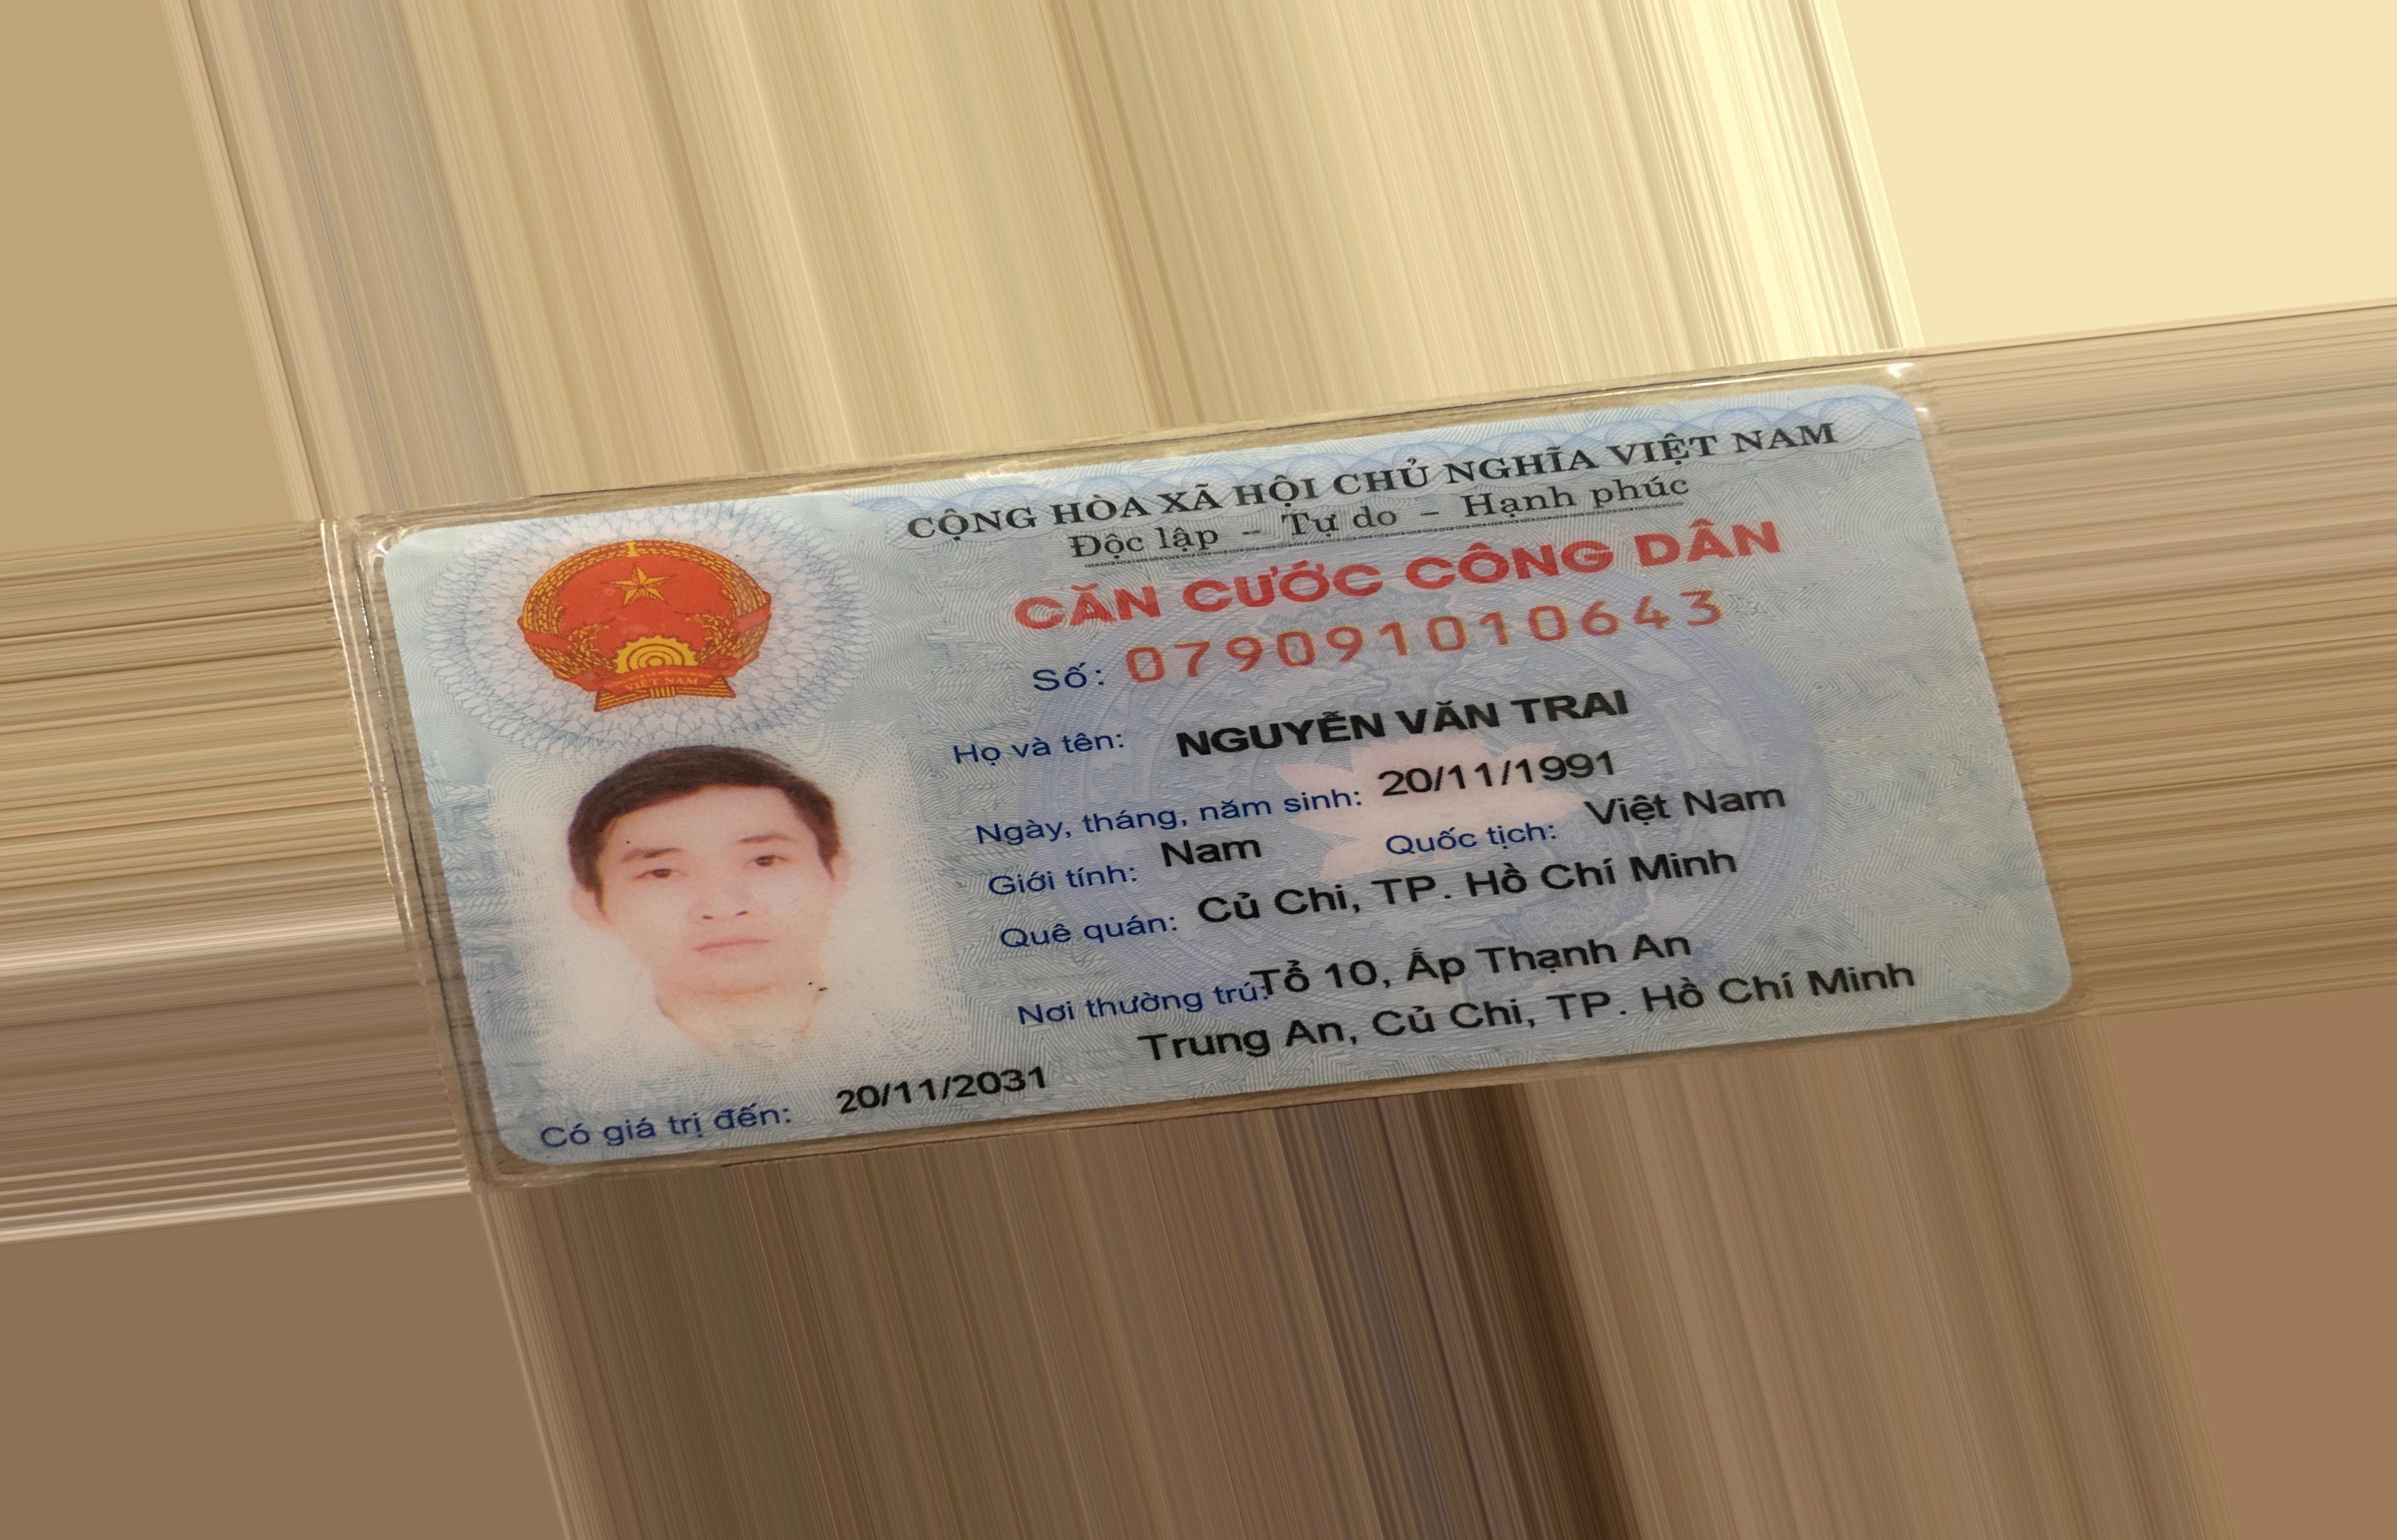 CỘNG HÒA XÃ HỘI CHỦ NGHĨA VIỆT NAM
Độc lập - Tự do - Hạnh phúc
CĂN CƯỚC CÔNG DÂN
Số: 079091010643
Họ và tên: NGUYỄN VĂN TRAI
Ngày, tháng, năm sinh: 20/11/1991
Giới tính: Nam Quốc tịch: Việt Nam
Quê quán: Củ Chi, TP. Hồ Chí Minh
Nơi thường trú: Tổ 10, Ấp Thạnh An
Trung An, Củ Chi, TP. Hồ Chí Minh
Có giá trị đến: 20/11/2031
VIỆT NAM